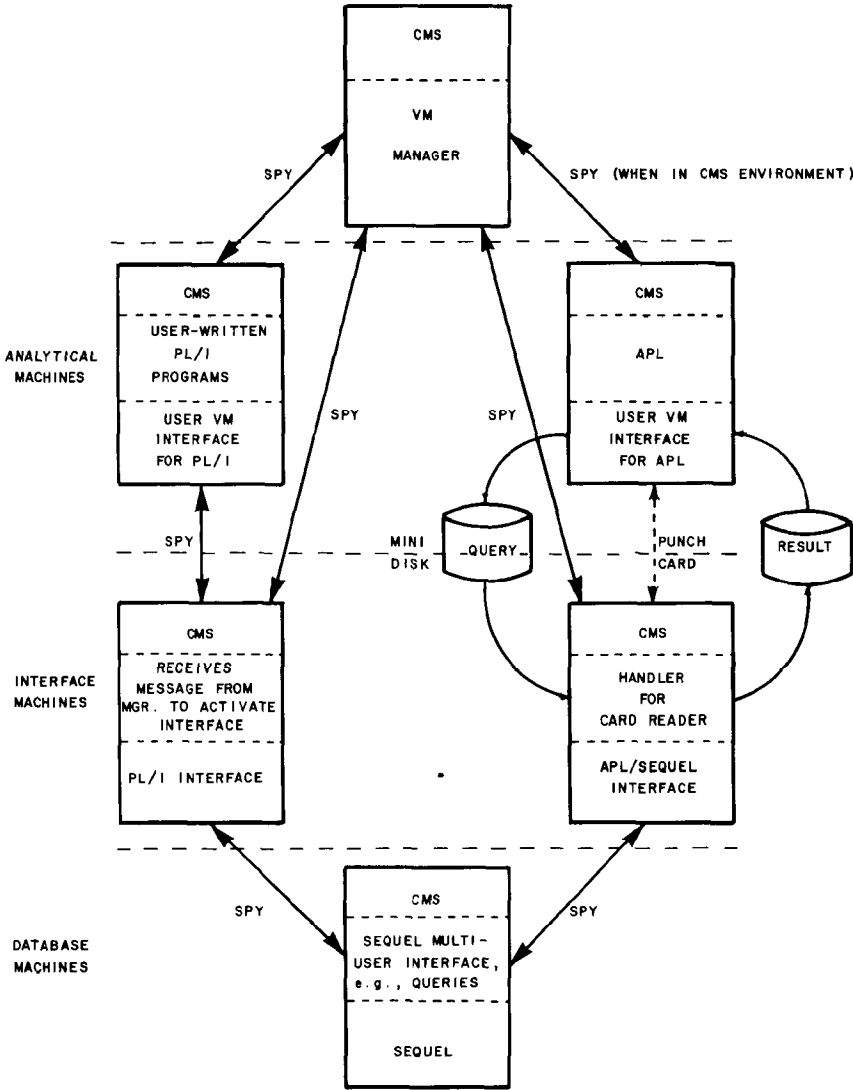 CMS
VM
MANAGER
SPY
SPY (WHEN IN CMS ENVIRONMENT)
ANALYTICAL
MACHINES
CMS
USER-WRITTEN
PL/I
PROGRAMS
USER VM
INTERFACE
FOR PL/I
CMS
APL
USER VM
INTERFACE
FOR APL
SPY
SPY
SPY
MINI
DISK
QUERY
PUNCH
CARD
RESULT
INTERFACE
MACHINES
CMS
RECEIVES
MESSAGE FROM
MGR. TO ACTIVATE
INTERFACE
PL/I INTERFACE
CMS
HANDLER
FOR
CARD READER
APL/SEQUEL
INTERFACE
SPY
SPY
DATABASE
MACHINES
CMS
SEQUEL MULTI-
USER INTERFACE,
e.g., QUERIES
SEQUEL